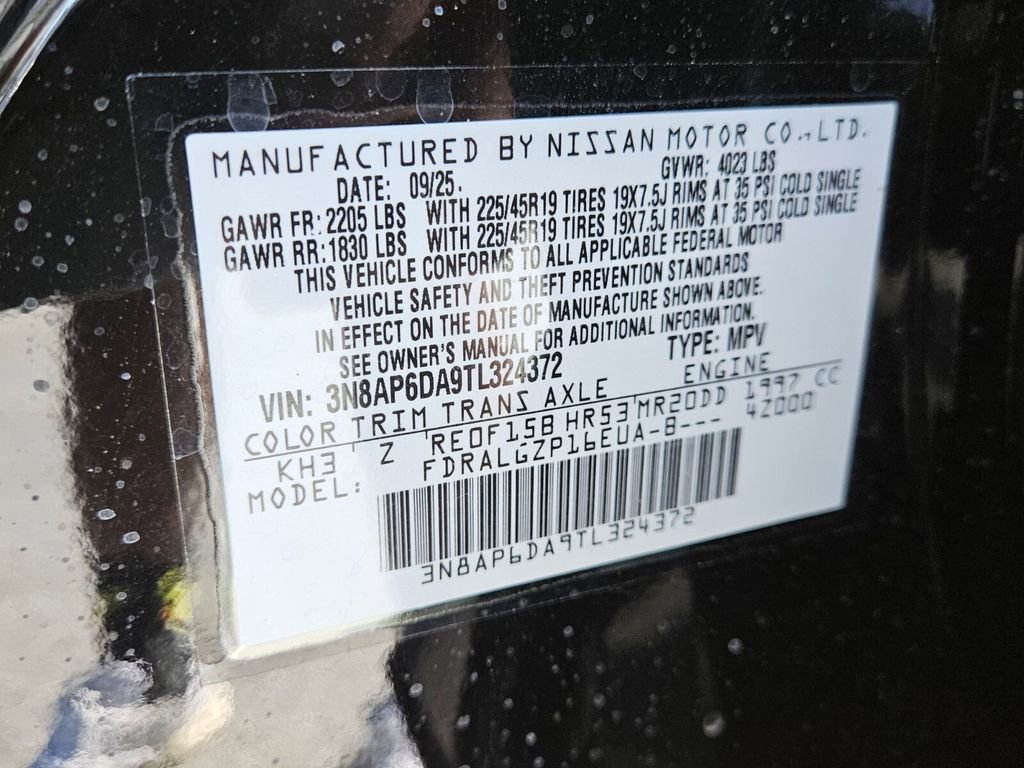 MANUFACTURED BY NISSAN MOTOR CO.,LTD.
DATE: 09/25. GVWR: 4023 LBS
GAWR FR: 2205 LBS WITH 225/45R19 TIRES 19X7.5J RIMS AT 35 PSI COLD SINGLE
GAWR RR: 1830 LBS WITH 225/45R19 TIRES 19X7.5J RIMS AT 35 PSI COLD SINGLE
THIS VEHICLE CONFORMS TO ALL APPLICABLE FEDERAL MOTOR
VEHICLE SAFETY AND THEFT PREVENTION STANDARDS
IN EFFECT ON THE DATE OF MANUFACTURE SHOWN ABOVE.
SEE OWNER'S MANUAL FOR ADDITIONAL INFORMATION.
VIN: 3N8AP6DA9TL324372 TYPE: MPV
COLOR TRIM TRANS AXLE ENGINE
KH3 Z RE0F15B HR53 MR20DD 1997 CC
MODEL: FDRALGZP16EUA-B--- 4Z000
3N8AP6DA9TL324372